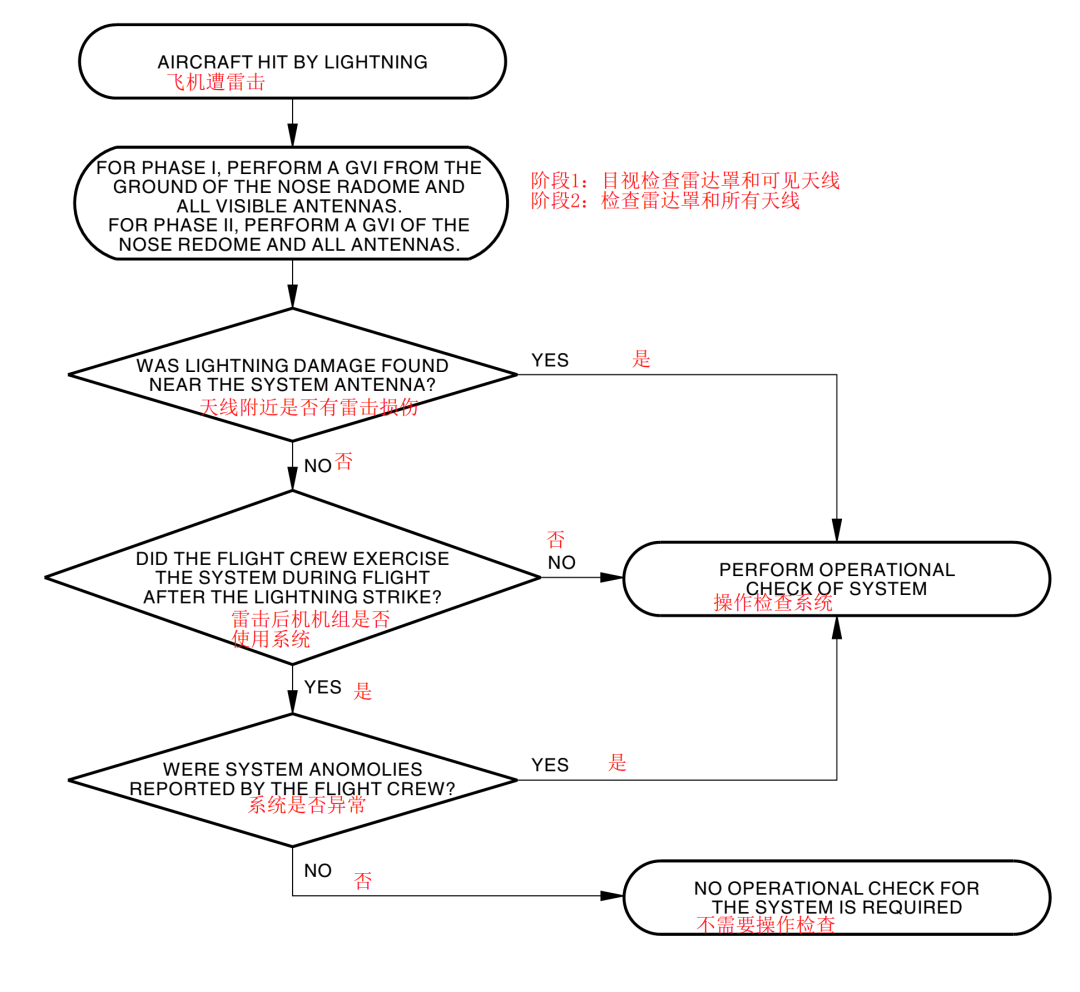 AIRCRAFT HIT BY LIGHTNING
飞机遭雷击
FOR PHASE I, PERFORM A GVI FROM THE
GROUND OF THE NOSE RADOME AND
ALL VISIBLE ANTENNAS.
FOR PHASE II, PERFORM A GVI OF THE
NOSE REDOME AND ALL ANTENNAS.
阶段1：目视检查雷达罩和可见天线
阶段2：检查雷达罩和所有天线
WAS LIGHTNING DAMAGE FOUND
NEAR THE SYSTEM ANTENNA?
天线附近是否有雷击损伤
YES 是
NO 否
DID THE FLIGHT CREW EXERCISE
THE SYSTEM DURING FLIGHT
AFTER THE LIGHTNING STRIKE?
雷击后机机组是否
使用系统
否
NO
PERFORM OPERATIONAL
CHECK OF SYSTEM
操作检查系统
YES 是
WERE SYSTEM ANOMOLIES
REPORTED BY THE FLIGHT CREW?
系统是否异常
YES 是
NO 否
NO OPERATIONAL CHECK FOR
THE SYSTEM IS REQUIRED
不需要操作检查